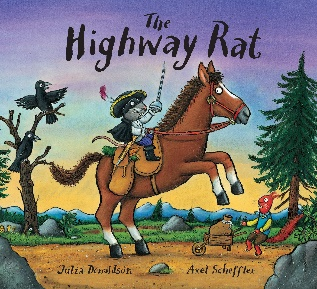 The
Highway Rat
Julia Donaldson Axel Scheffler